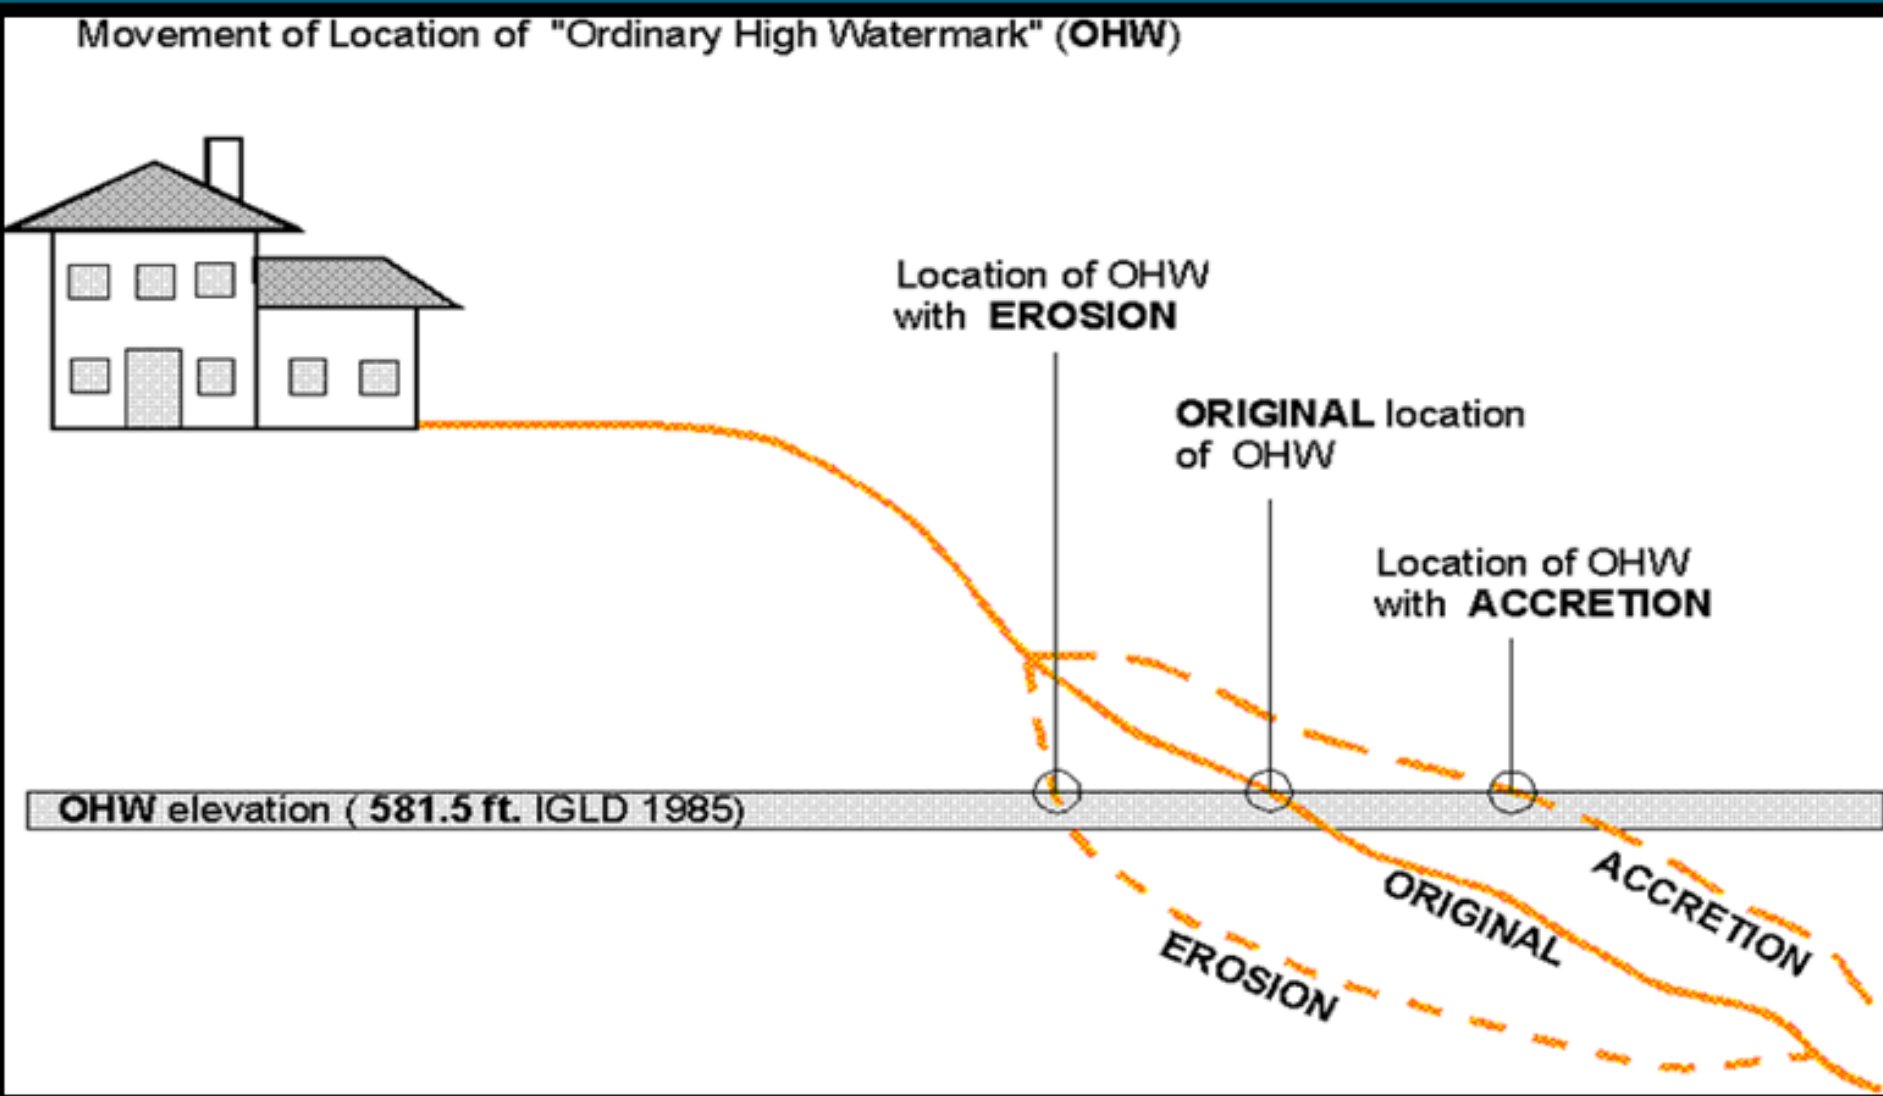 Movement of Location of "Ordinary High Watermark" (OHW)
Location of OHW
with EROSION
ORIGINAL location
of OHW
Location of OHW
with ACCRETION
OHW elevation ( 581.5 ft. IGLD 1985)
ACCRETION
ORIGINAL
EROSION